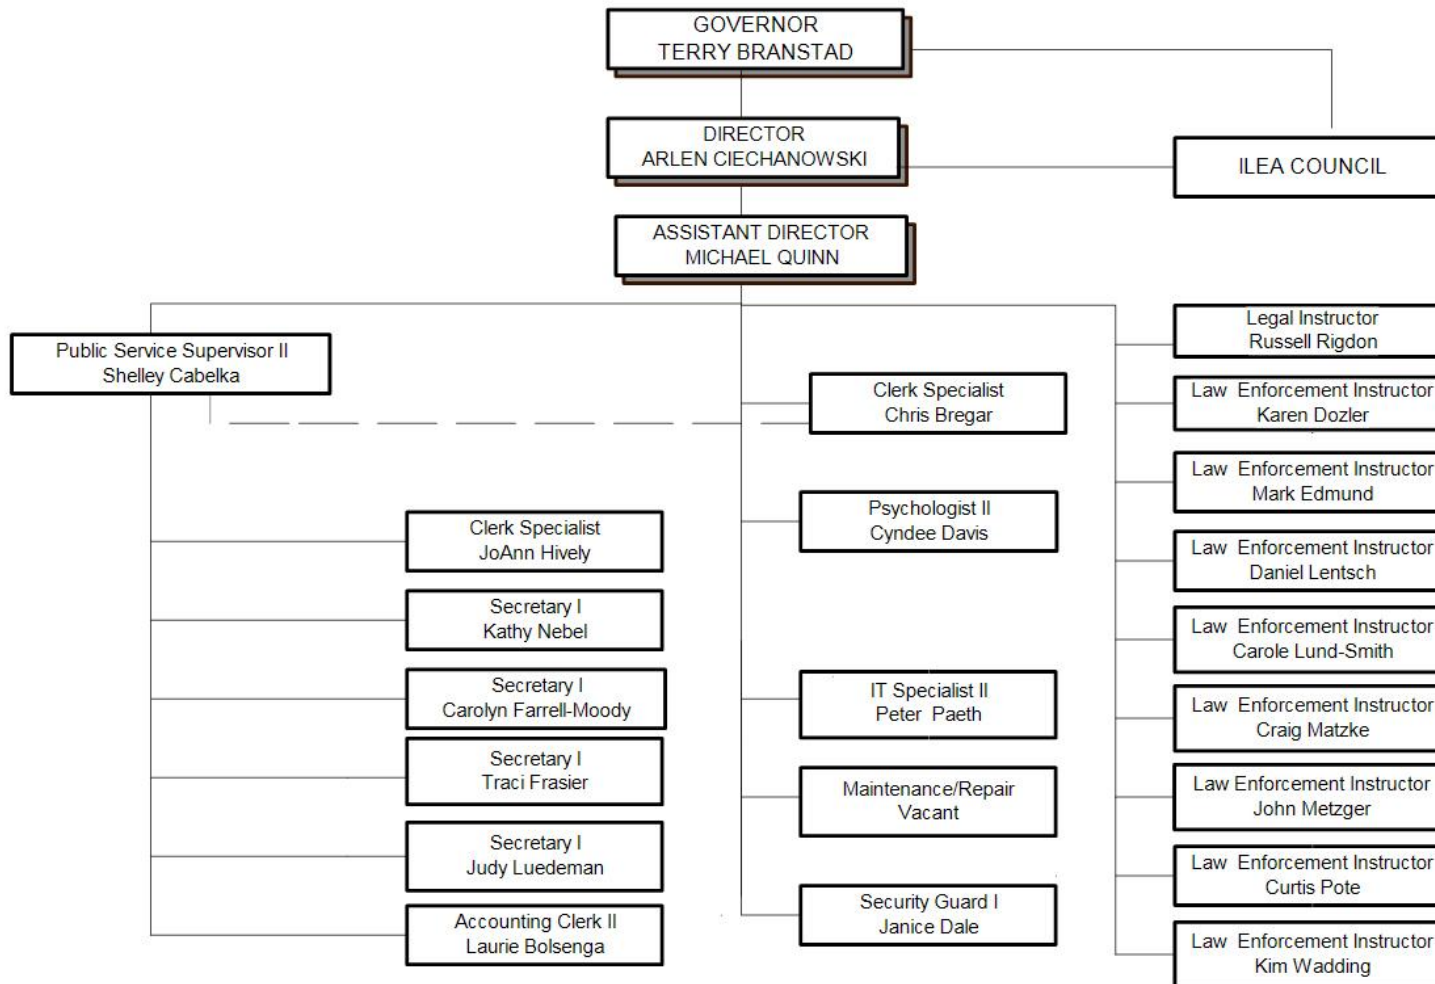 GOVERNOR
TERRY BRANSTAD
DIRECTOR
ARLEN CIECHANOWSKI
ILEA COUNCIL
ASSISTANT DIRECTOR
MICHAEL QUINN
Public Service Supervisor II
Shelley Cabelka
Clerk Specialist
JoAnn Hively
Secretary I
Kathy Nebel
Secretary I
Carolyn Farrell-Moody
Secretary I
Traci Frasier
Secretary I
Judy Luedeman
Accounting Clerk II
Laurie Bolsenga
Clerk Specialist
Chris Bregar
Psychologist II
Cyndee Davis
IT Specialist II
Peter Paeth
Maintenance/Repair
Vacant
Security Guard I
Janice Dale
Legal Instructor
Russell Rigdon
Law Enforcement Instructor
Karen Dozler
Law Enforcement Instructor
Mark Edmund
Law Enforcement Instructor
Daniel Lentsch
Law Enforcement Instructor
Carole Lund-Smith
Law Enforcement Instructor
Craig Matzke
Law Enforcement Instructor
John Metzger
Law Enforcement Instructor
Curtis Pote
Law Enforcement Instructor
Kim Wadding